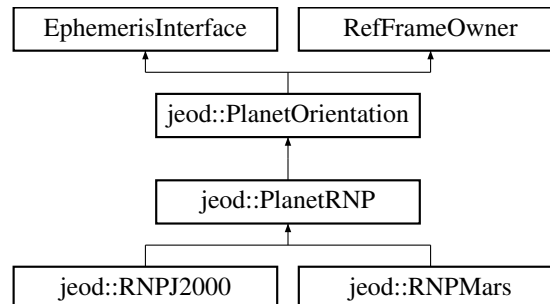 EphemerisInterface
RefFrameOwner
jeod::PlanetOrientation
jeod::PlanetRNP
jeod::RNPJ2000
jeod::RNPMars